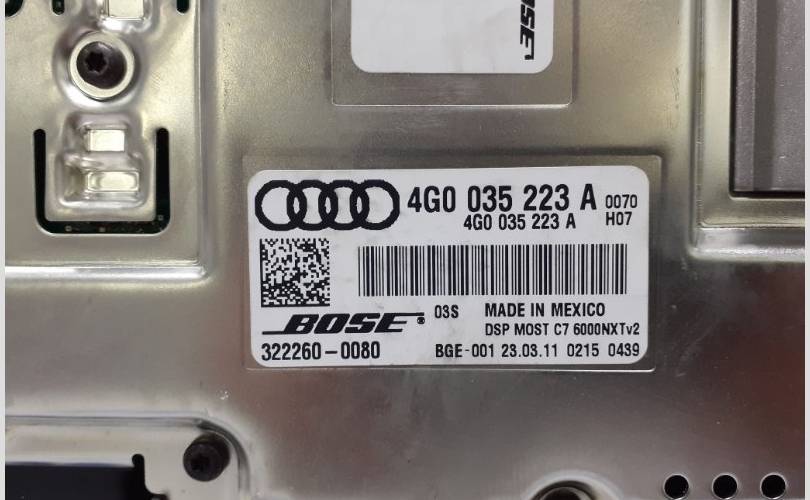 BOSE
4G0 035 223 A 0070
4G0 035 223 A H07
BOSE® 03S MADE IN MEXICO
DSP MOST C7 6000NXTv2
322260-0080 BGE-001 23.03.11 0215 0439